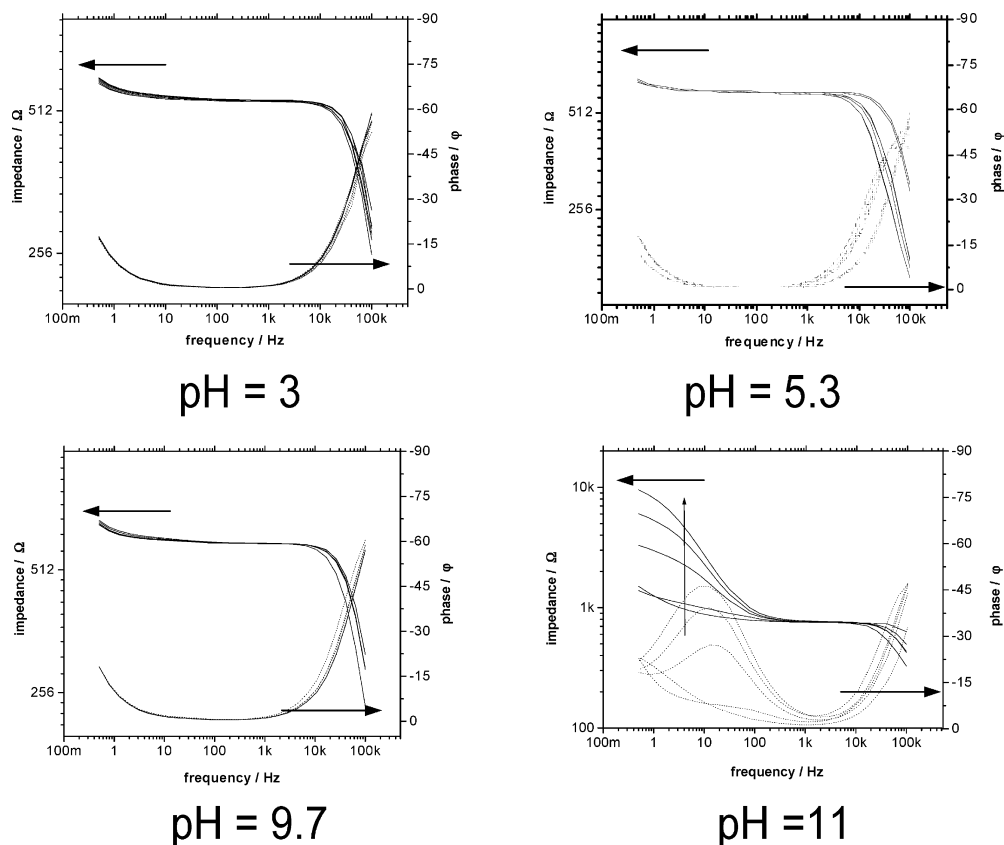 -90
-75
512
-60
impedance / Ω
-45
phase / φ
-30
256
-15
0
100m 1 10 100 1k 10k 100k
frequency / Hz
pH = 3
-90
-75
512
-60
impedance / Ω
-45
phase / φ
-30
256
-15
0
100m 1 10 100 1k 10k 100k
frequency / Hz
pH = 5.3
-90
-75
512
-60
impedance / Ω
-45
phase / φ
-30
256
-15
0
100m 1 10 100 1k 10k 100k
frequency / Hz
pH = 9.7
-90
10k
-75
-60
impedance / Ω
-45
phase / φ
1k
-30
-15
100
0
100m 1 10 100 1k 10k 100k
frequency / Hz
pH =11